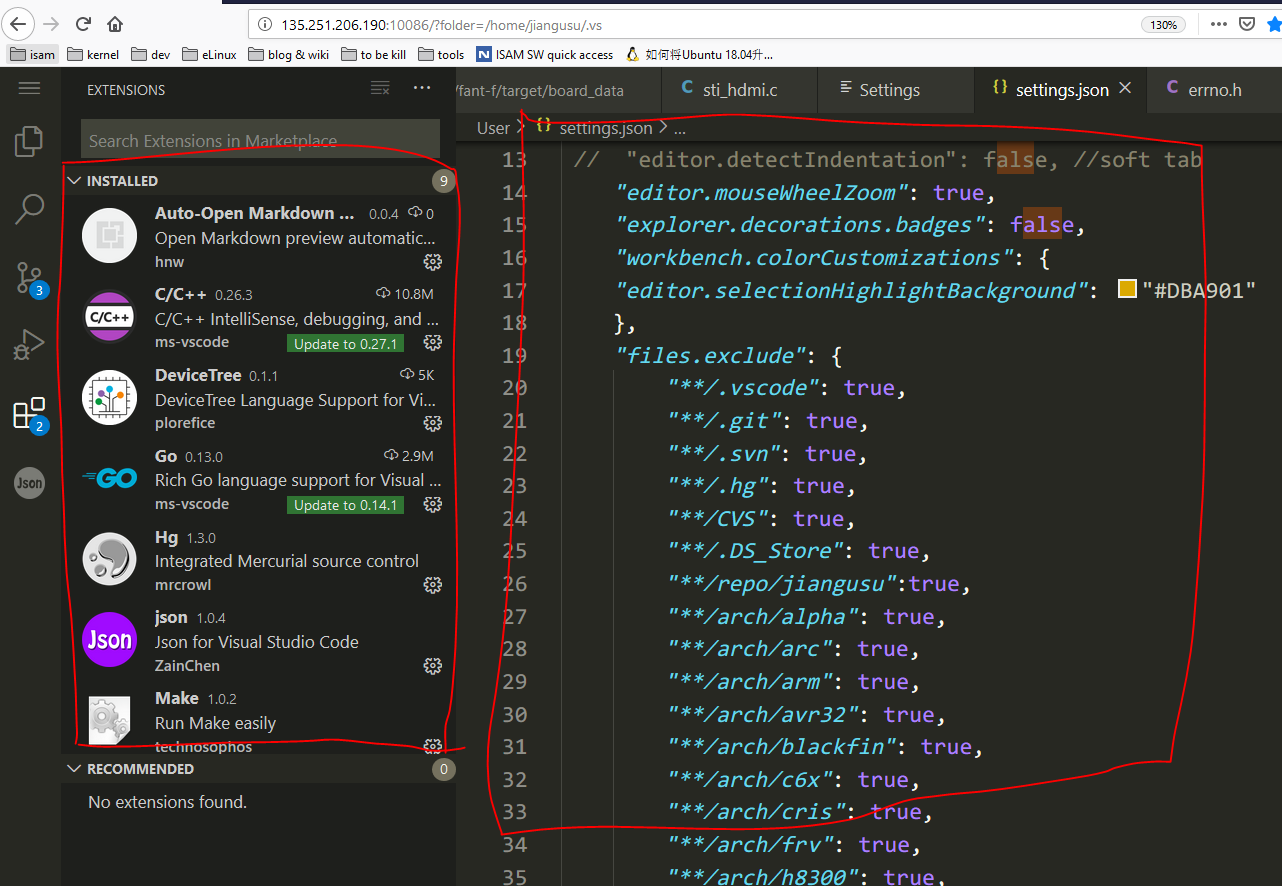 135.251.206.190:10086/?folder=/home/jiangusu/.vs
130%
isam kernel dev eLinux blog & wiki to be kill tools ISAM SW quick access 如何将Ubuntu 18.04升...
EXTENSIONS
Search Extensions in Marketplace
INSTALLED 9
Auto-Open Markdown ... 0.0.4 0
Open Markdown preview automatic...
hnw
C/C++
C/C++ 0.26.3 10.8M
C/C++ IntelliSense, debugging, and ...
ms-vscode Update to 0.27.1
DeviceTree 0.1.1 5K
DeviceTree Language Support for Vi...
plorefice
GO
Go 0.13.0 2.9M
Rich Go language support for Visual ...
ms-vscode Update to 0.14.1
Hg 1.3.0
Integrated Mercurial source control
mrcrowl
Json
json 1.0.4
Json for Visual Studio Code
ZainChen
Make 1.0.2
Run Make easily
technosophos
RECOMMENDED 0
No extensions found.
3
2
Json
/fant-f/target/board_data sti_hdmi.c Settings settings.json errno.h
User > {} settings.json > ...
13 // "editor.detectIndentation": false, //soft tab
14 "editor.mouseWheelZoom": true,
15 "explorer.decorations.badges": false,
16 "workbench.colorCustomizations": {
17 "editor.selectionHighlightBackground": "#DBA901"
18 },
19 "files.exclude": {
20 "**/.vscode": true,
21 "**/.git": true,
22 "**/.svn": true,
23 "**/.hg": true,
24 "**/CVS": true,
25 "**/.DS_Store": true,
26 "**/repo/jiangusu":true,
27 "**/arch/alpha": true,
28 "**/arch/arc": true,
29 "**/arch/arm": true,
30 "**/arch/avr32": true,
31 "**/arch/blackfin": true,
32 "**/arch/c6x": true,
33 "**/arch/cris": true,
34 "**/arch/frv": true,
35 "**/arch/h8300": true,